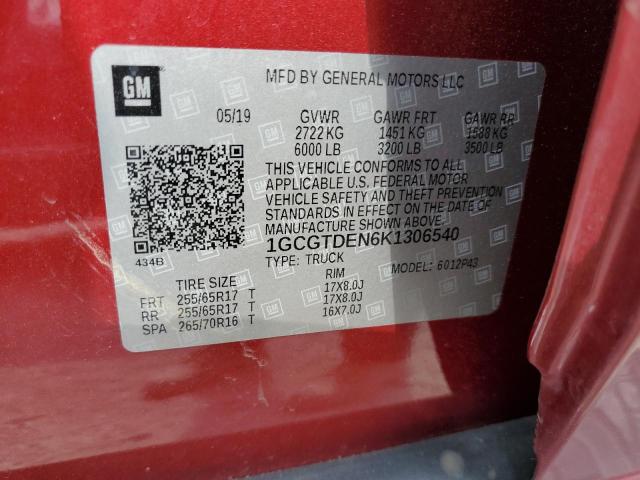 GM
MFD BY GENERAL MOTORS LLC
05/19 GVWR GAWR FRT GAWR RR
2722 KG 1451 KG 1588 KG
6000 LB 3200 LB 3500 LB
THIS VEHICLE CONFORMS TO ALL
APPLICABLE U.S. FEDERAL MOTOR
VEHICLE SAFETY AND THEFT PREVENTION
STANDARDS IN EFFECT ON THE DATE OF
MANUFACTURE SHOWN ABOVE.
1GCGTDEN6K1306540
434B
TYPE: TRUCK MODEL: 6012P43
TIRE SIZE RIM
FRT 255/65R17 T 17X8.0J
RR 255/65R17 T 17X8.0J
SPA 265/70R16 T 16X7.0J